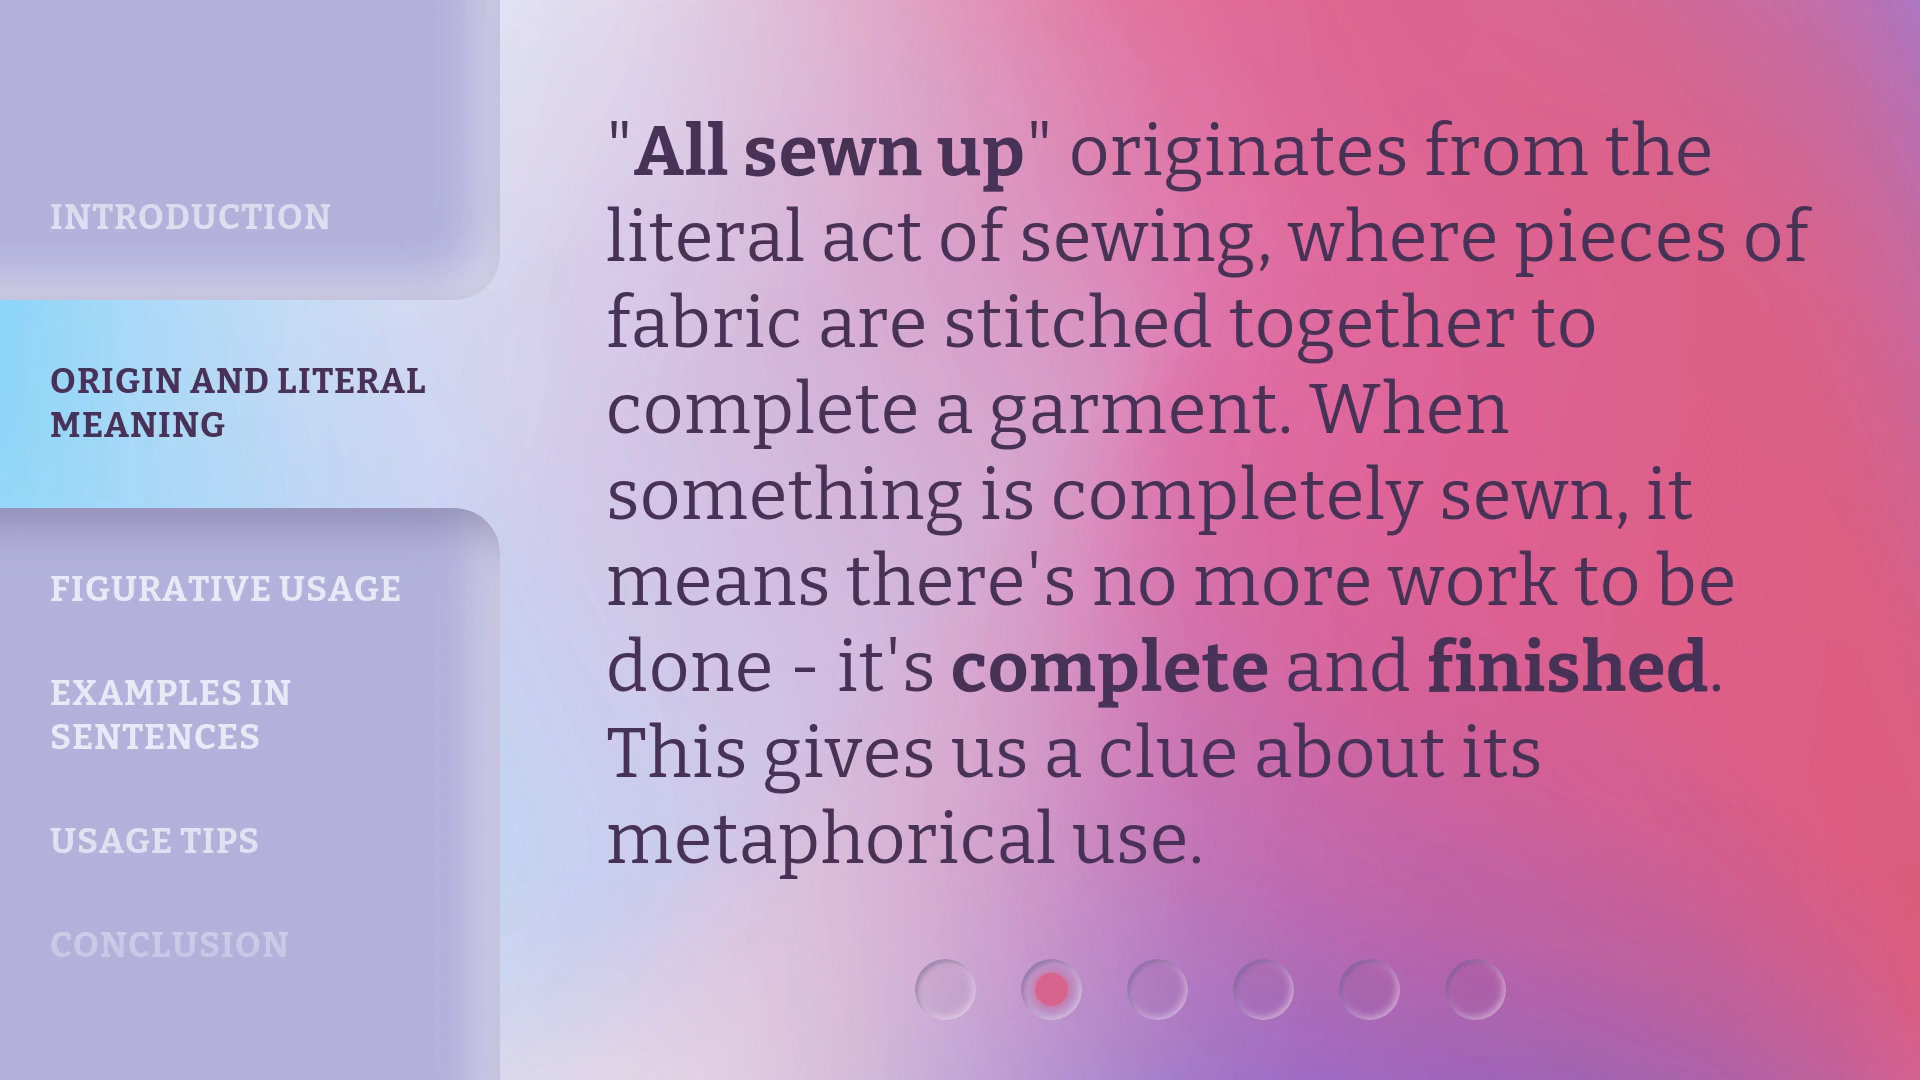 INTRODUCTION
ORIGIN AND LITERAL
MEANING
FIGURATIVE USAGE
EXAMPLES IN
SENTENCES
USAGE TIPS
CONCLUSION
"All sewn up" originates from the
literal act of sewing, where pieces of
fabric are stitched together to
complete a garment. When
something is completely sewn, it
means there's no more work to be
done - it's complete and finished.
This gives us a clue about its
metaphorical use.